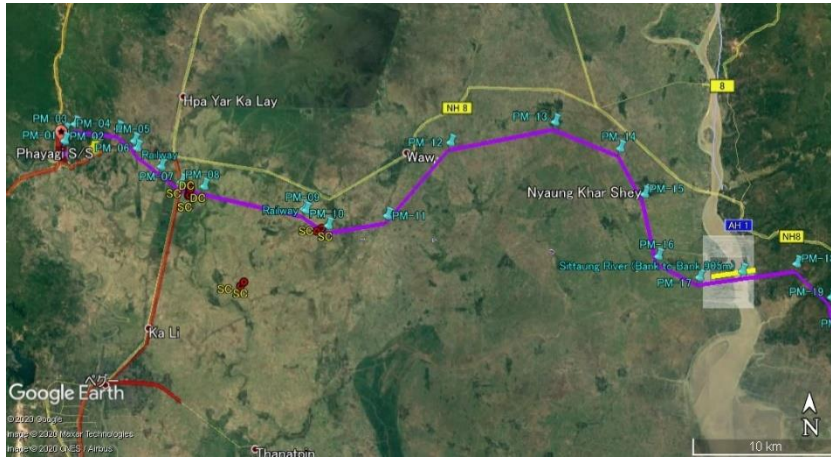 Hpa Yar Ka Lay
NH 8
8
PM-03
PM-04
PM-05
PM-01
PM-02
PM-06
Phayagi S/S
Railway
PM-07
PM-08
DC
SC
DC
SC
PM-09
Railway
PM-10
SC
SC
PM-11
PM-12
Waw
PM-13
PM-14
Nyaung Khar Shey
PM-15
AH 1
NH8
PM-16
Sittaung River (Bank to Bank 905m)
PM-17
PM-18
PM-19
SC
SC
Ka Li
ペグー
Thanatpin
Google Earth
© 2020 Google
Image © 2020 Maxar Technologies
Image © 2020 CNES / Airbus
N
10 km